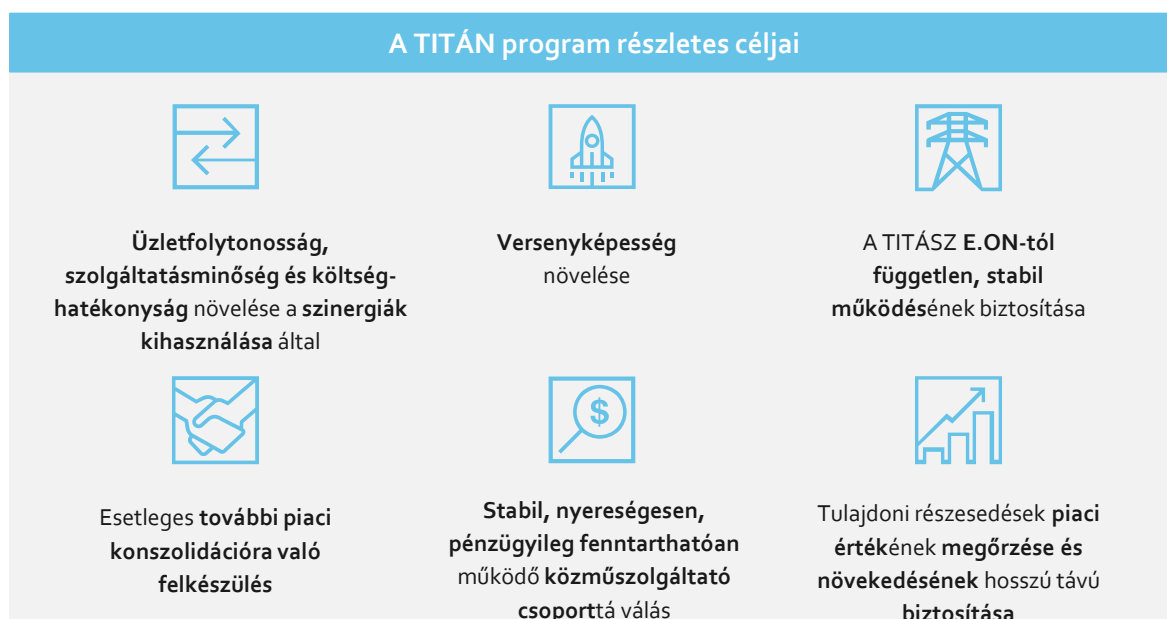 A TITÁN program részletes céljai
Üzletfolytonosság,
szolgáltatásminőség és költség-
hatékonyság növelése a szinergiák
kihasználása által
Versenyképesség
növelése
A TITÁSZ E.ON-tól
független, stabil
működésének biztosítása
Esetleges további piaci
konszolidációra való
felkészülés
$
Stabil, nyereségesen,
pénzügyileg fenntarthatóan
működő közműszolgáltató
csoporttá válás
Tulajdoni részesedések piaci
értékének megőrzése és
növekedésének hosszú távú
biztosítása